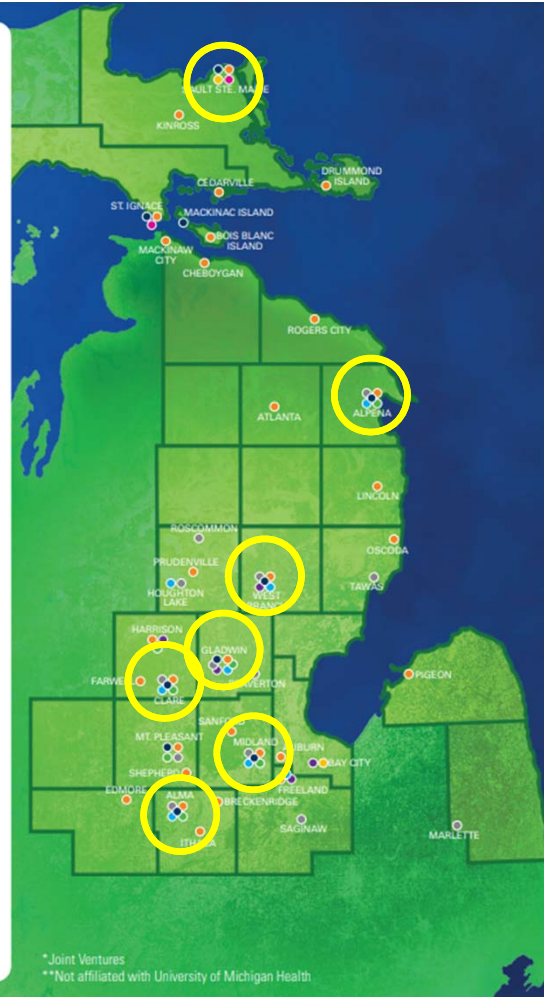 SAULT STE. MARIE
KINROSS
DRUMMOND
ISLAND
CEDARVILLE
ST. IGNACE
MACKINAC ISLAND
BOIS BLANC
ISLAND
MACKINAW
CITY
CHEBOYGAN
ROGERS CITY
ALPENA
ATLANTA
LINCOLN
ROSCOMMON
OSCODA
PRUDENVILLE
HOUGHTON
LAKE
WEST
BRANCH
TAWAS
HARRISON
GLADWIN
FARWELL
BEAVERTON
CLARE
PIGEON
SANFORD
MT. PLEASANT
MIDLAND
AUBURN
BAY CITY
SHEPHERD
FREELAND
EDMORE
ALMA
BRECKENRIDGE
SAGINAW
ITHACA
MARLETTE
*Joint Ventures
**Not affiliated with University of Michigan Health